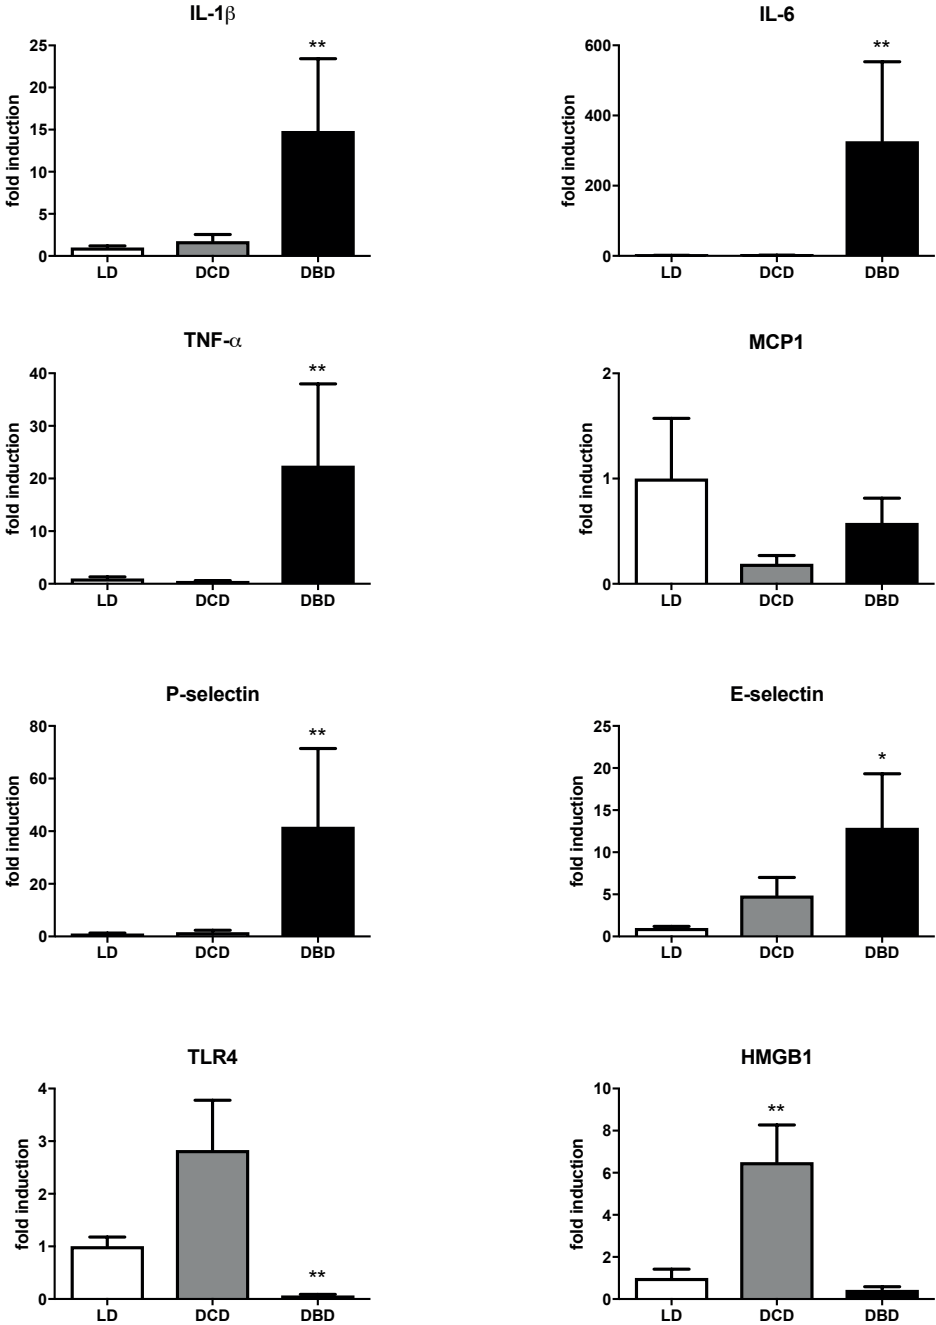 IL-1β
fold induction
25
20
15
10
5
0
**
LD DCD DBD
IL-6
fold induction
600
400
200
0
**
LD DCD DBD
TNF-α
fold induction
40
30
20
10
0
**
LD DCD DBD
MCP1
fold induction
2
1
0
LD DCD DBD
P-selectin
fold induction
80
60
40
20
0
**
LD DCD DBD
E-selectin
fold induction
25
20
15
10
5
0
*
LD DCD DBD
TLR4
fold induction
4
3
2
1
0
**
LD DCD DBD
HMGB1
fold induction
10
8
6
4
2
0
**
LD DCD DBD